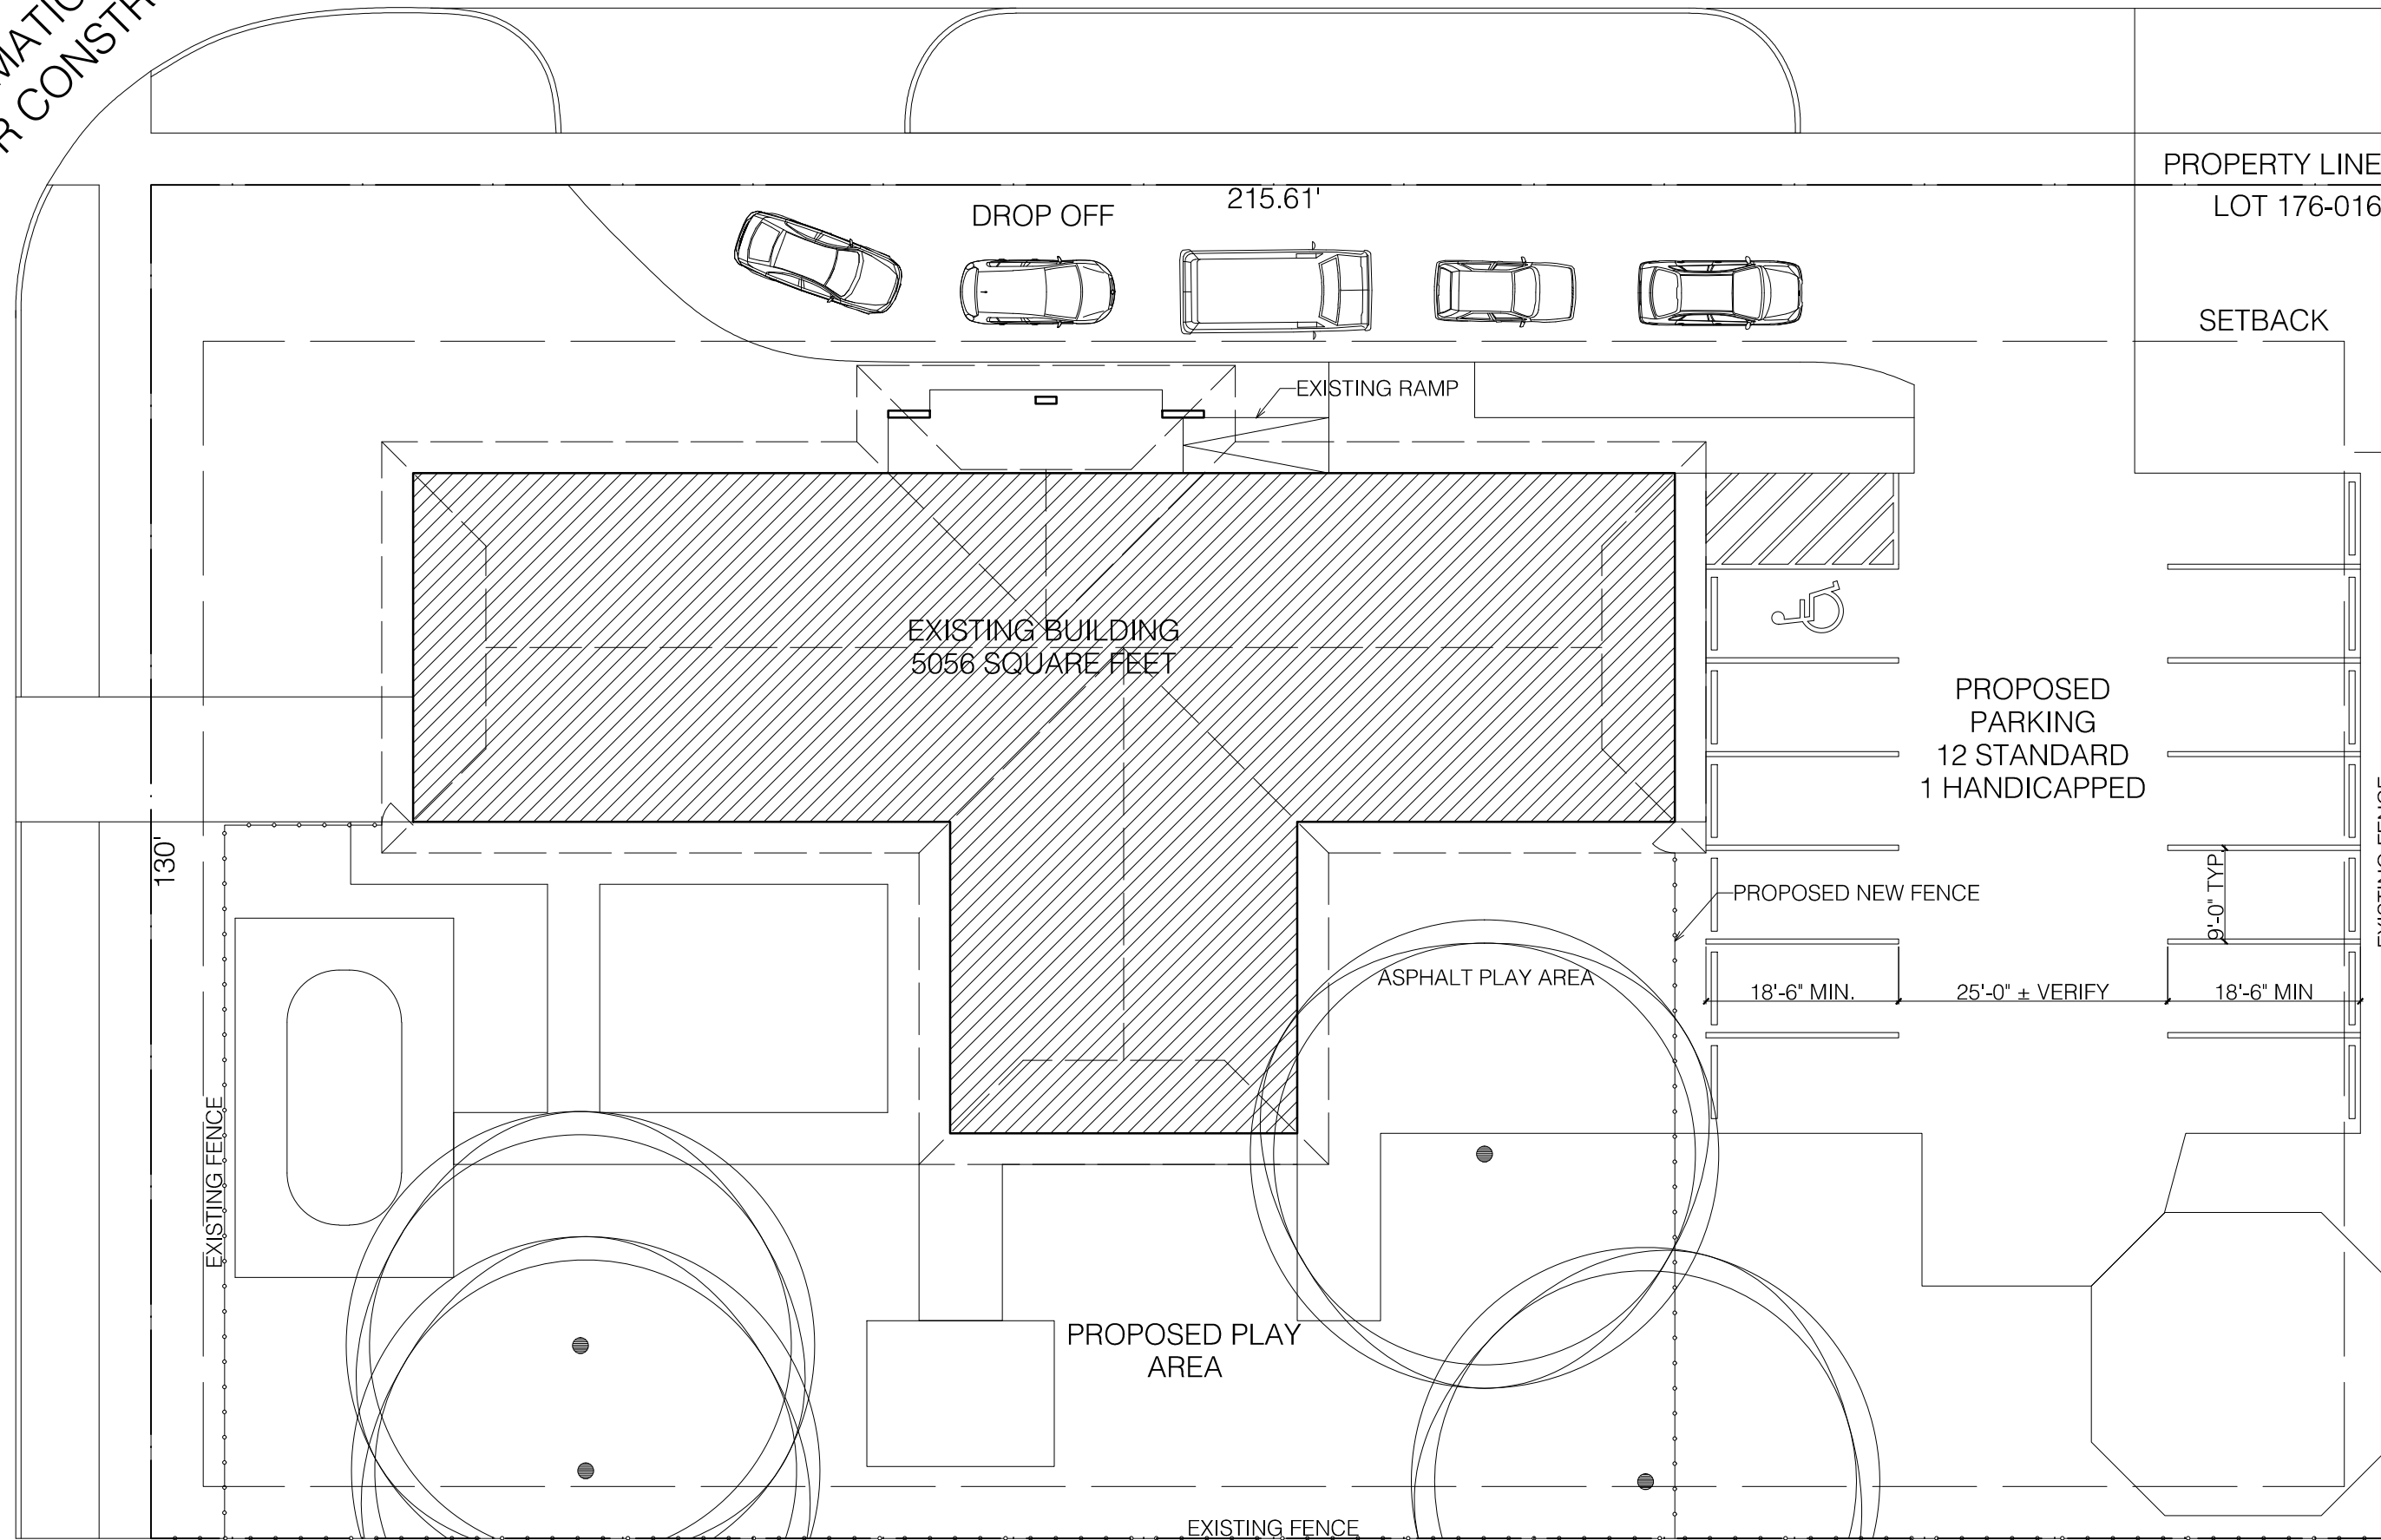 PROPERTY LINE
LOT 176-016
215.61'
DROP OFF
SETBACK
EXISTING RAMP
EXISTING BUILDING
5056 SQUARE FEET
PROPOSED
PARKING
12 STANDARD
1 HANDICAPPED
130'
9'-0" TYP
PROPOSED NEW FENCE
ASPHALT PLAY AREA
18'-6" MIN.
25'-0" ± VERIFY
18'-6" MIN
EXISTING FENCE
PROPOSED PLAY
AREA
EXISTING FENCE